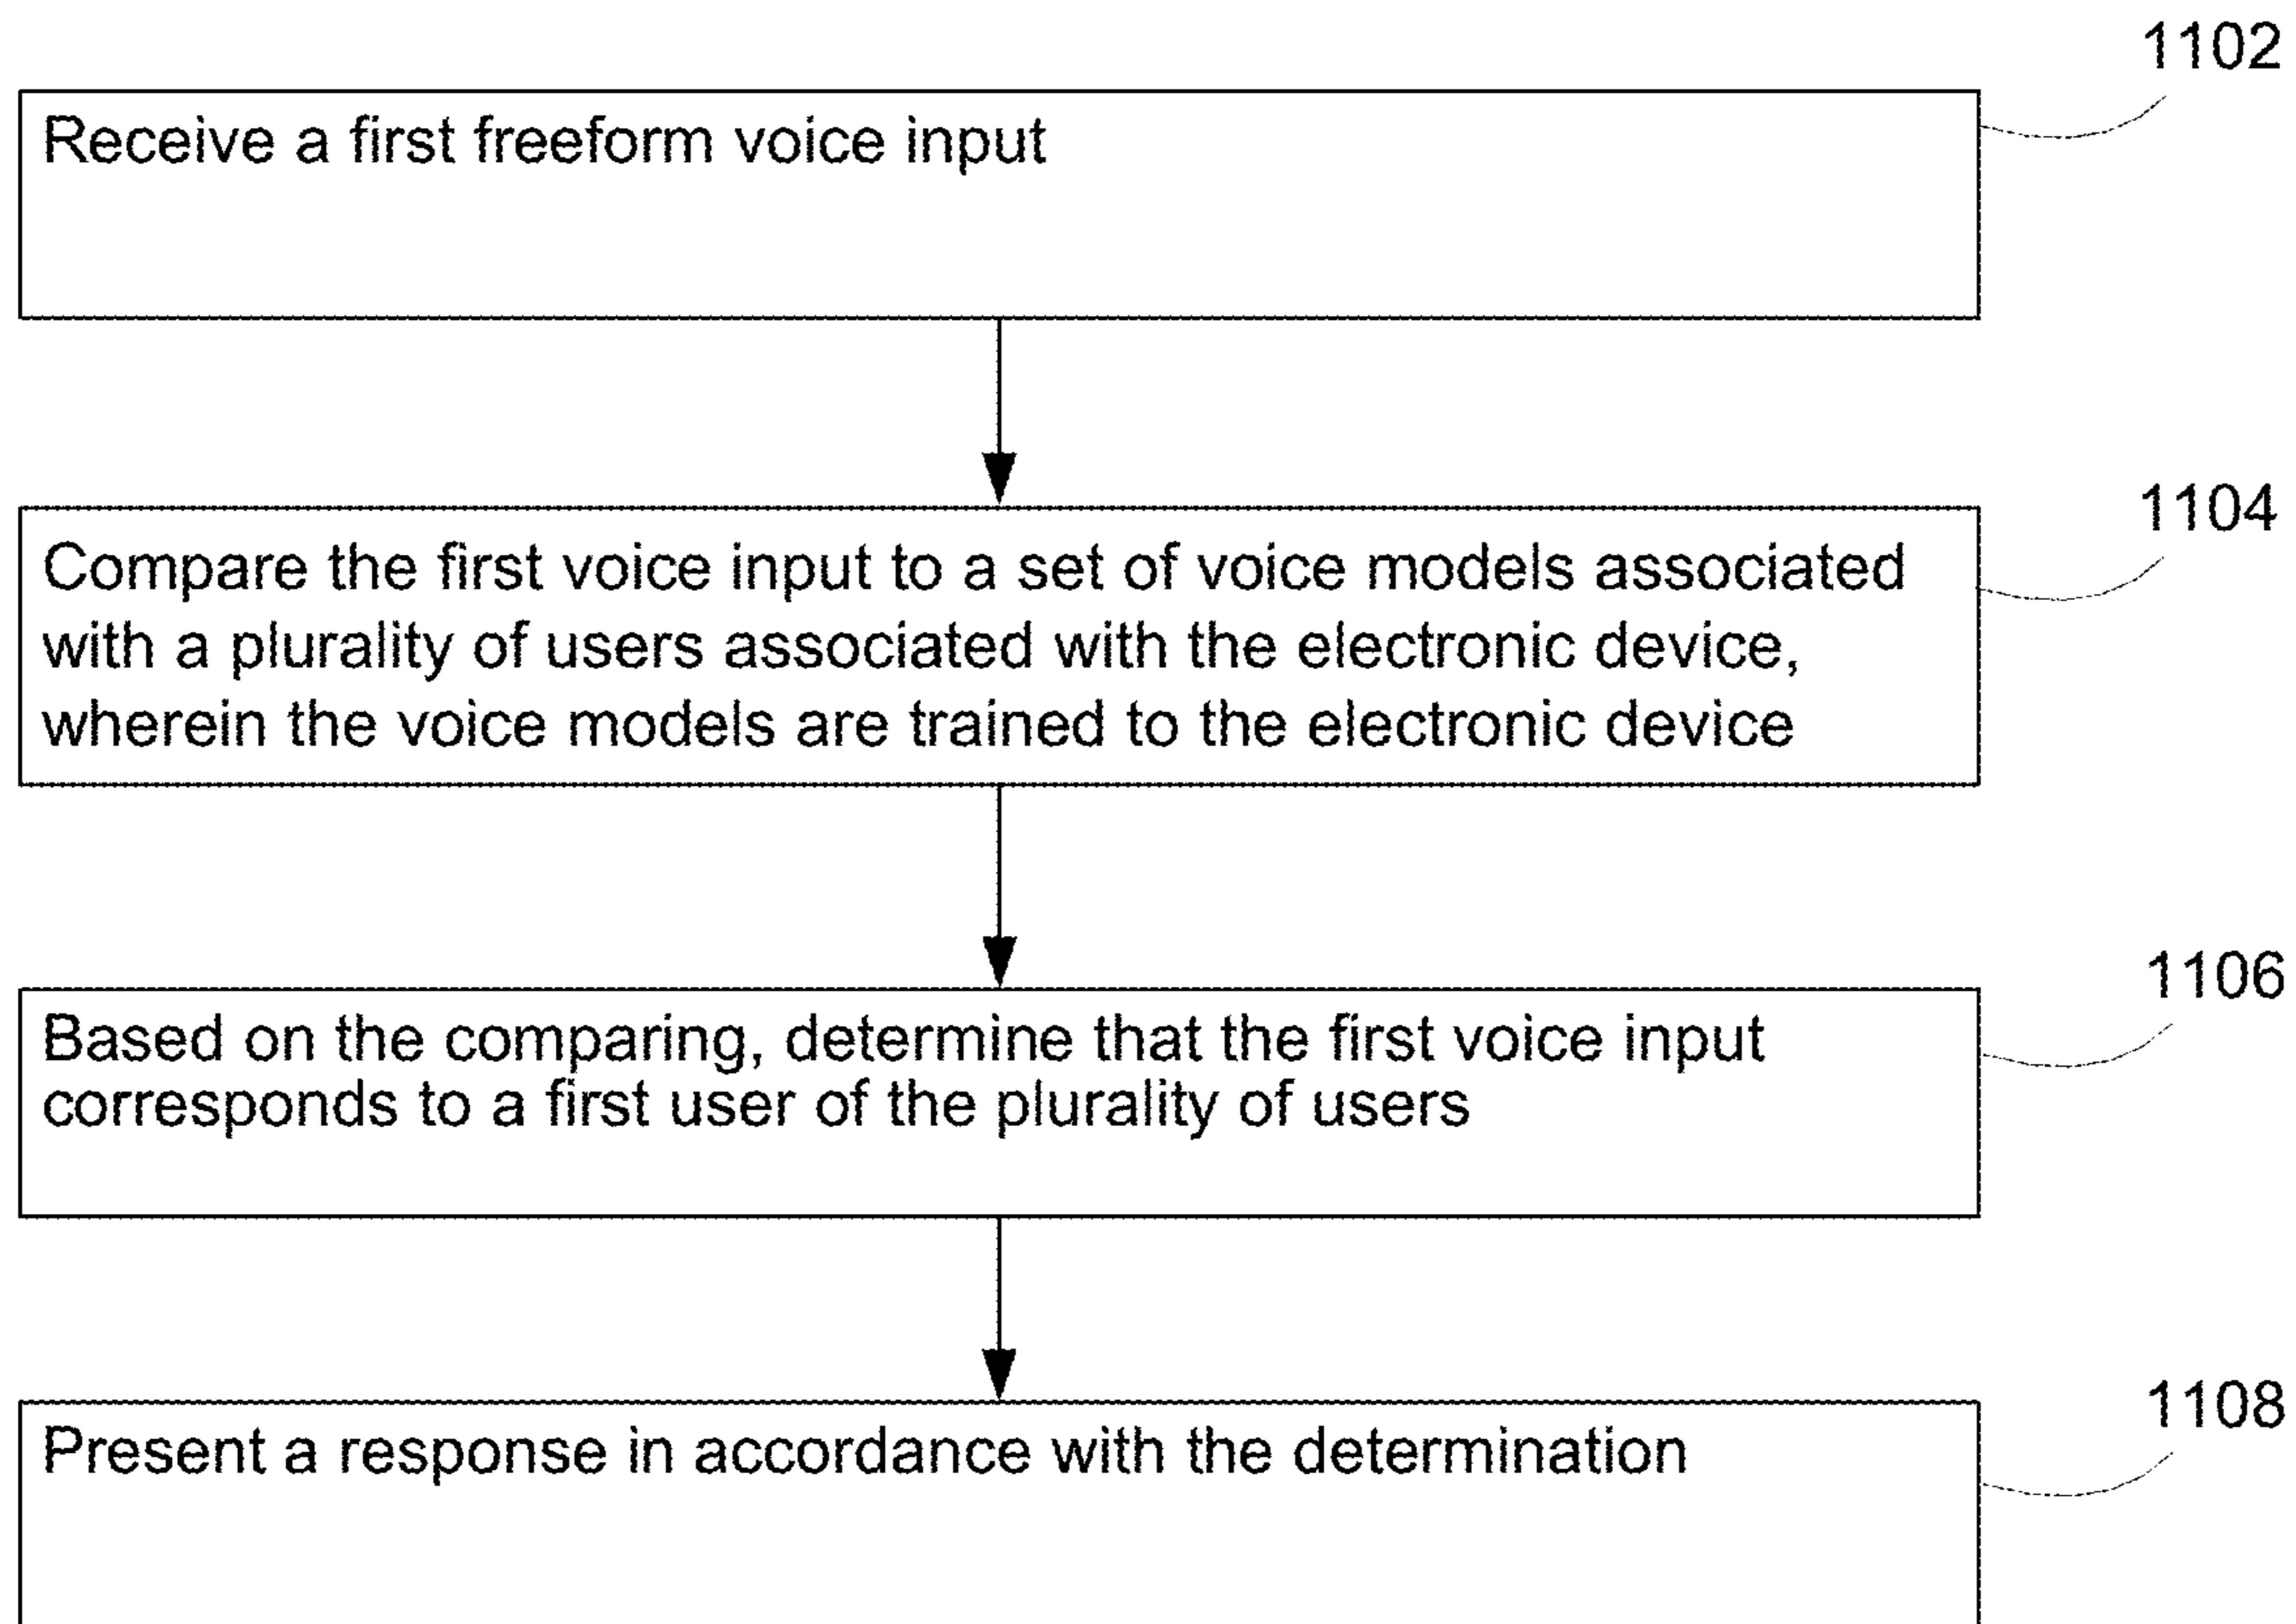 1102
Receive a first freeform voice input
1104
Compare the first voice input to a set of voice models associated
with a plurality of users associated with the electronic device,
wherein the voice models are trained to the electronic device
1106
Based on the comparing, determine that the first voice input
corresponds to a first user of the plurality of users
1108
Present a response in accordance with the determination